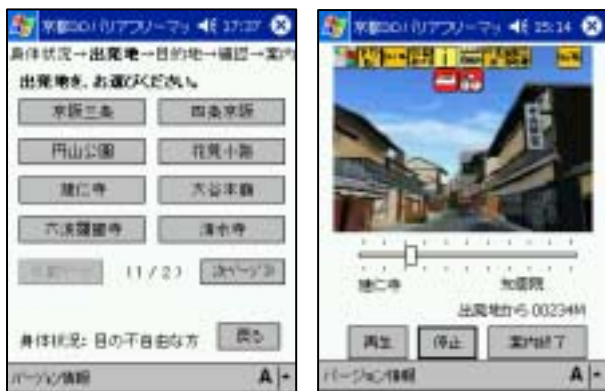 京都3Dバリアフリーマッ 17:37
身体状況→出発地→目的地→確認→案内
出発地を、お選びください。
京阪三条 四条京阪
円山公園 花見小路
建仁寺 大谷本廟
六波羅蜜寺 清水寺
(1/2) 次ページ
身体状況: 目の不自由な方 戻る
バージョン情報 A
京都3Dバリアフリーマッ 15:14
建仁寺 知恩院
出発地から 00234M
再生 停止 案内終了
バージョン情報 A